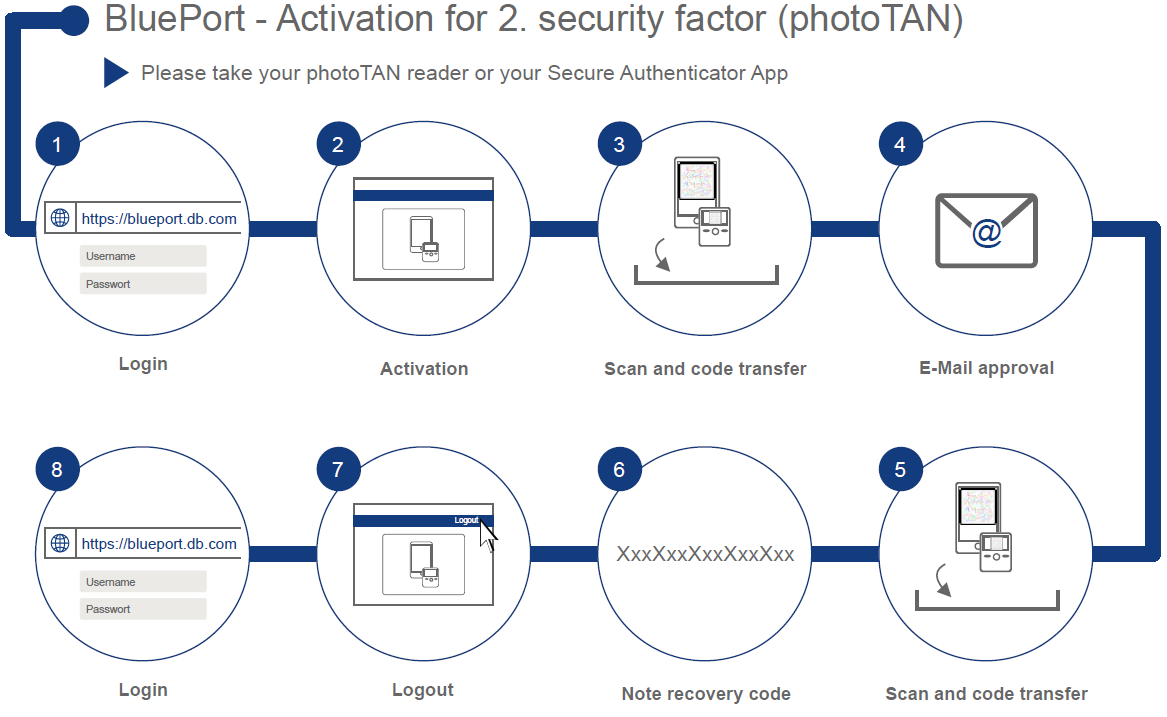 BluePort - Activation for 2. security factor (photoTAN)
Please take your photoTAN reader or your Secure Authenticator App
1
https://blueport.db.com
Username
Passwort
Login
2
Activation
3
Scan and code transfer
4
@
E-Mail approval
5
Scan and code transfer
6
XxxXxxXxxXxxXxx
Note recovery code
7
Logout
Logout
8
https://blueport.db.com
Username
Passwort
Login